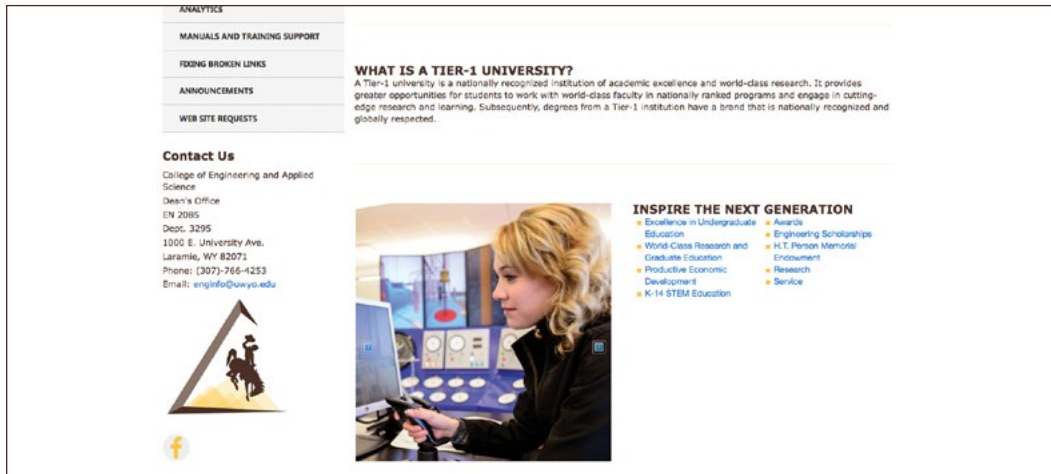 ANALYTICS
MANUALS AND TRAINING SUPPORT
FIXING BROKEN LINKS
ANNOUNCEMENTS
WEB SITE REQUESTS
Contact Us
College of Engineering and Applied
Science
Dean's Office
EN 2085
Dept. 3295
1000 E. University Ave.
Laramie, WY 82071
Phone: (307)-766-4253
Email: enginfo@uwyo.edu
WHAT IS A TIER-1 UNIVERSITY?
A Tier-1 university is a nationally recognized institution of academic excellence and world-class research. It provides
greater opportunities for students to work with world-class faculty in nationally ranked programs and engage in cutting-
edge research and learning. Subsequently, degrees from a Tier-1 institution have a brand that is nationally recognized and
globally respected.
INSPIRE THE NEXT GENERATION
Excellence in Undergraduate
Education
World-Class Research and
Graduate Education
Productive Economic
Development
K-14 STEM Education
Awards
Engineering Scholarships
H.T. Person Memorial
Endowment
Research
Service